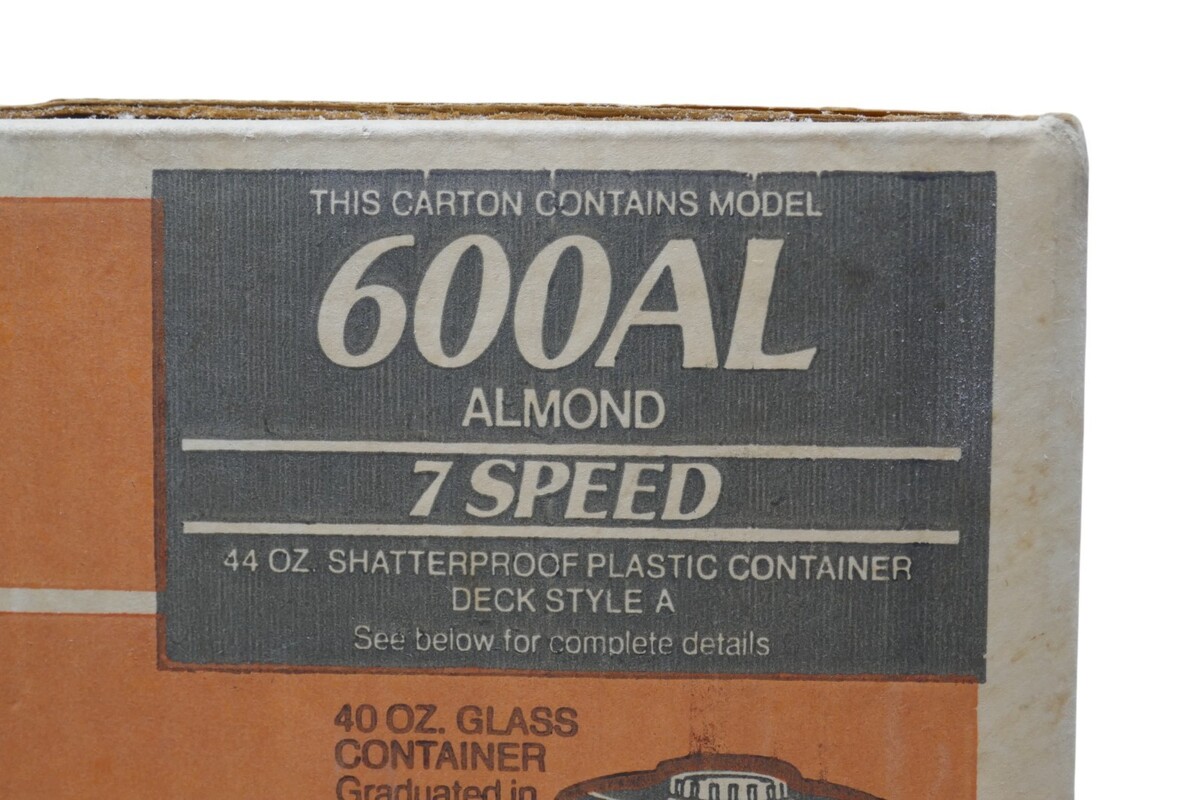 THIS CARTON CONTAINS MODEL
600AL
ALMOND
7 SPEED
44 OZ. SHATTERPROOF PLASTIC CONTAINER
DECK STYLE A
See below for complete details
40 OZ. GLASS
CONTAINER
Graduated in